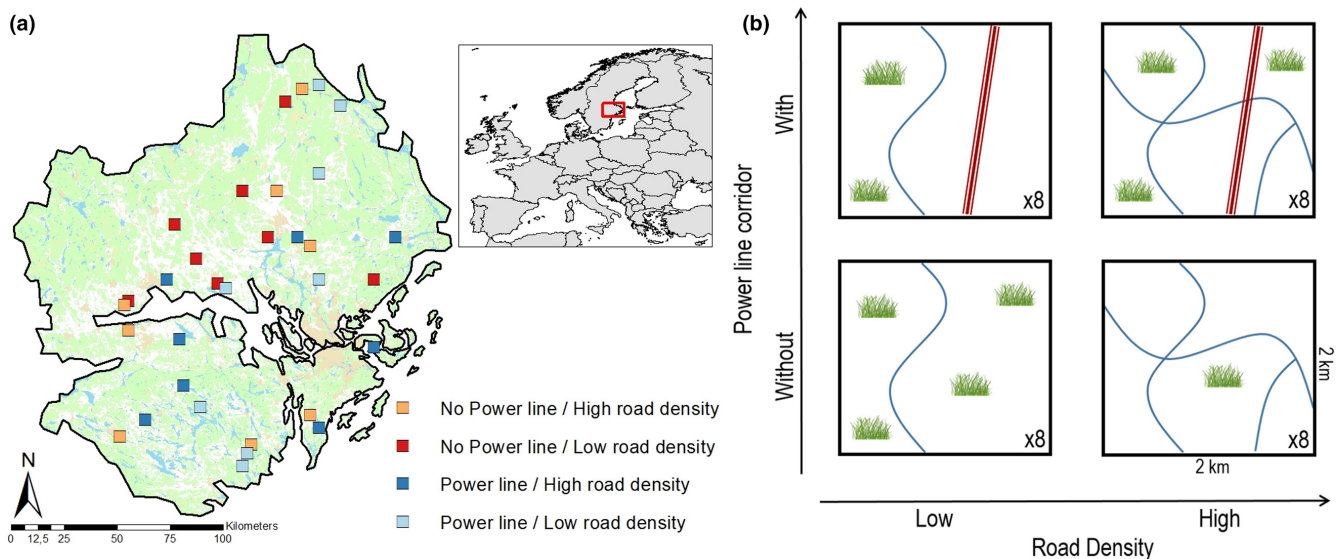 (a)
No Power line / High road density
No Power line / Low road density
Power line / High road density
Power line / Low road density
N
Kilometers
0 12,5 25 50 75 100
(b)
Power line corridor
With
Without
x8
x8
x8
x8
2 km
2 km
Low
High
Road Density